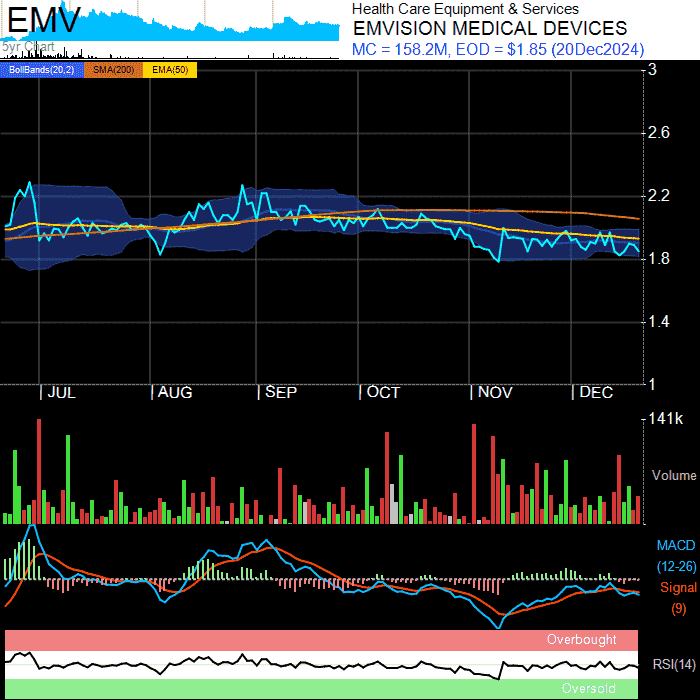 EMV
5yr Chart
Health Care Equipment & Services
EMVISION MEDICAL DEVICES
MC = 158.2M, EOD = $1.85 (20Dec2024)
BollBands(20,2) SMA(200) EMA(50)
3
2.6
2.2
1.8
1.4
1
JUL AUG SEP OCT NOV DEC
141k
Volume
MACD
(12-26)
Signal
(9)
Overbought
RSI(14)
Oversold